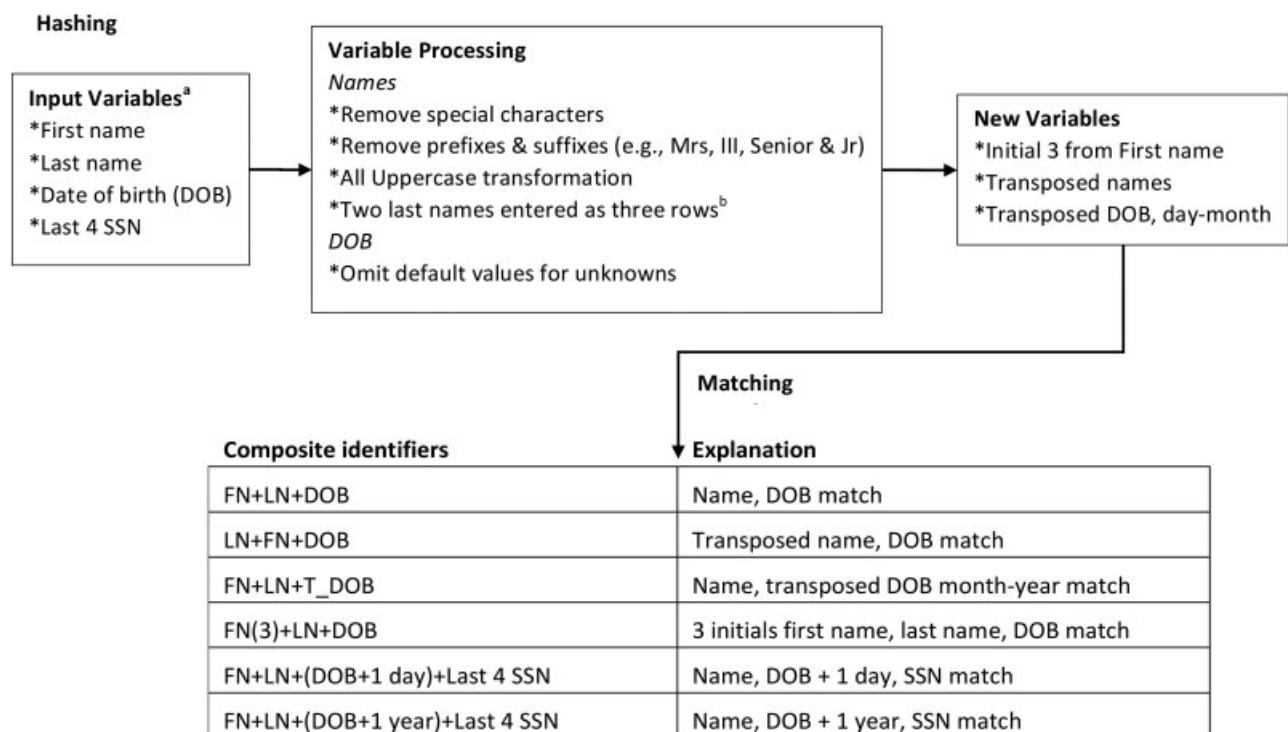 Hashing
Input Variablesᵃ
*First name
*Last name
*Date of birth (DOB)
*Last 4 SSN
Variable Processing
Names
*Remove special characters
*Remove prefixes & suffixes (e.g., Mrs, III, Senior & Jr)
*All Uppercase transformation
*Two last names entered as three rowsᵇ
DOB
*Omit default values for unknowns
New Variables
*Initial 3 from First name
*Transposed names
*Transposed DOB, day-month
Matching
Composite identifiers Explanation
FN+LN+DOB Name, DOB match
LN+FN+DOB Transposed name, DOB match
FN+LN+T_DOB Name, transposed DOB month-year match
FN(3)+LN+DOB 3 initials first name, last name, DOB match
FN+LN+(DOB+1 day)+Last 4 SSN Name, DOB + 1 day, SSN match
FN+LN+(DOB+1 year)+Last 4 SSN Name, DOB + 1 year, SSN match